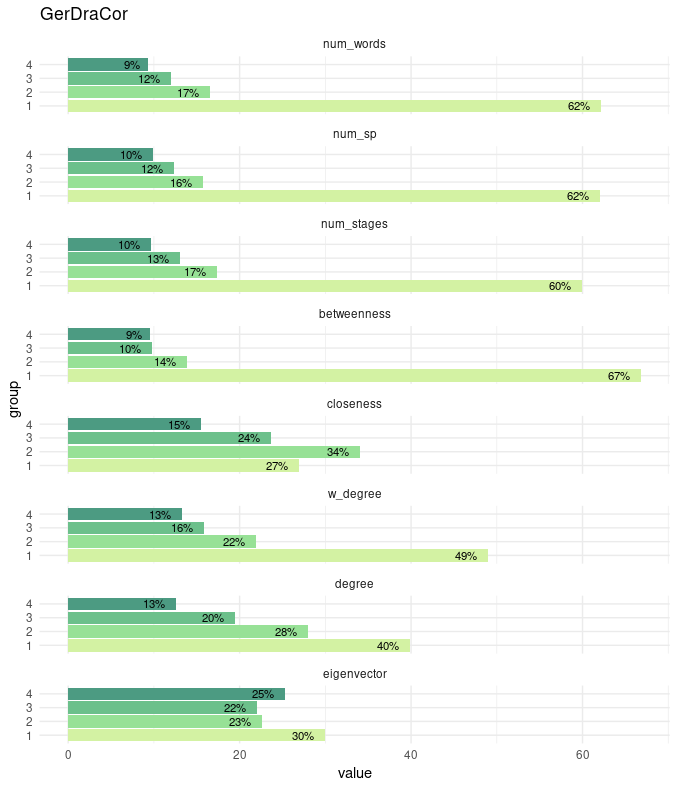 GerDraCor
num_words
4 9%
3 12%
2 17%
1 62%
num_sp
4 10%
3 12%
2 16%
1 62%
num_stages
4 10%
3 13%
2 17%
1 60%
betweenness
4 9%
3 10%
2 14%
1 67%
group
closeness
4 15%
3 24%
2 34%
1 27%
w_degree
4 13%
3 16%
2 22%
1 49%
degree
4 13%
3 20%
2 28%
1 40%
eigenvector
4 25%
3 22%
2 23%
1 30%
0 20 40 60
value